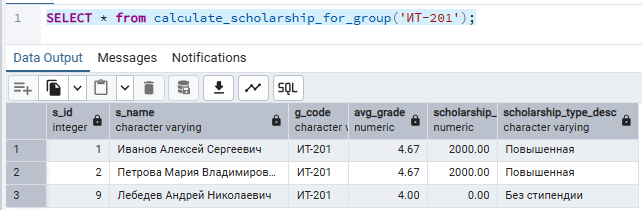 1 SELECT * from calculate_scholarship_for_group('ИТ-201');
Data Output Messages Notifications
SQL
s_id s_name g_code avg_grade scholarship_ scholarship_type_desc
integer character varying character v numeric numeric character varying
1 1 Иванов Алексей Сергеевич ИТ-201 4.67 2000.00 Повышенная
2 2 Петрова Мария Владимиров... ИТ-201 4.67 2000.00 Повышенная
3 9 Лебедев Андрей Николаевич ИТ-201 4.00 0.00 Без стипендии